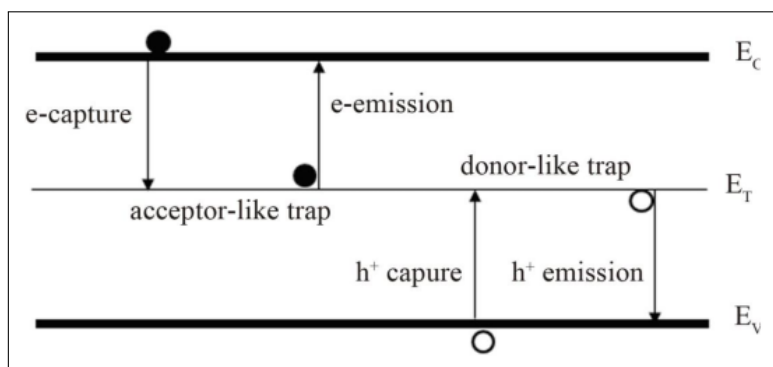 E_C
e-capture
e-emission
donor-like trap
E_T
acceptor-like trap
h⁺ capure
h⁺ emission
E_V